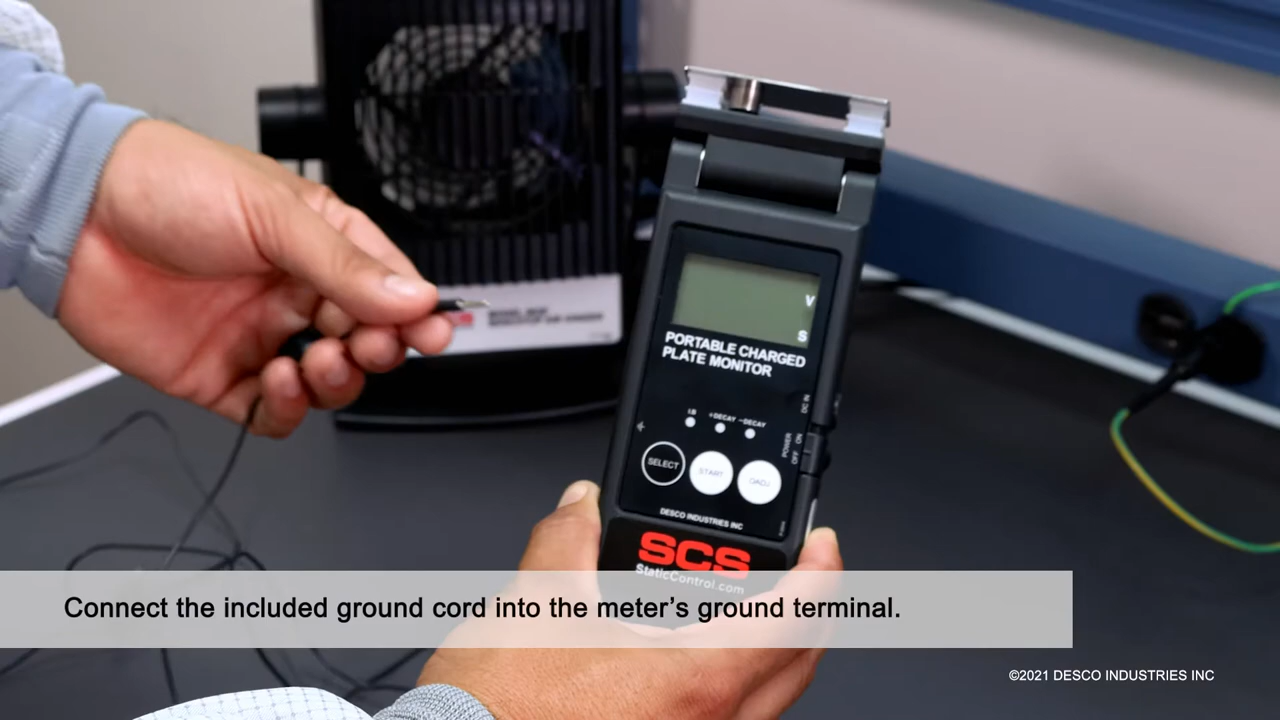 V
S
PORTABLE CHARGED
PLATE MONITOR
DC IN
I.B +DECAY −DECAY
POWER
OFF ON
SELECT START 0ADJ
DESCO INDUSTRIES INC
SCS
StaticControl.com
Connect the included ground cord into the meter’s ground terminal.
©2021 DESCO INDUSTRIES INC